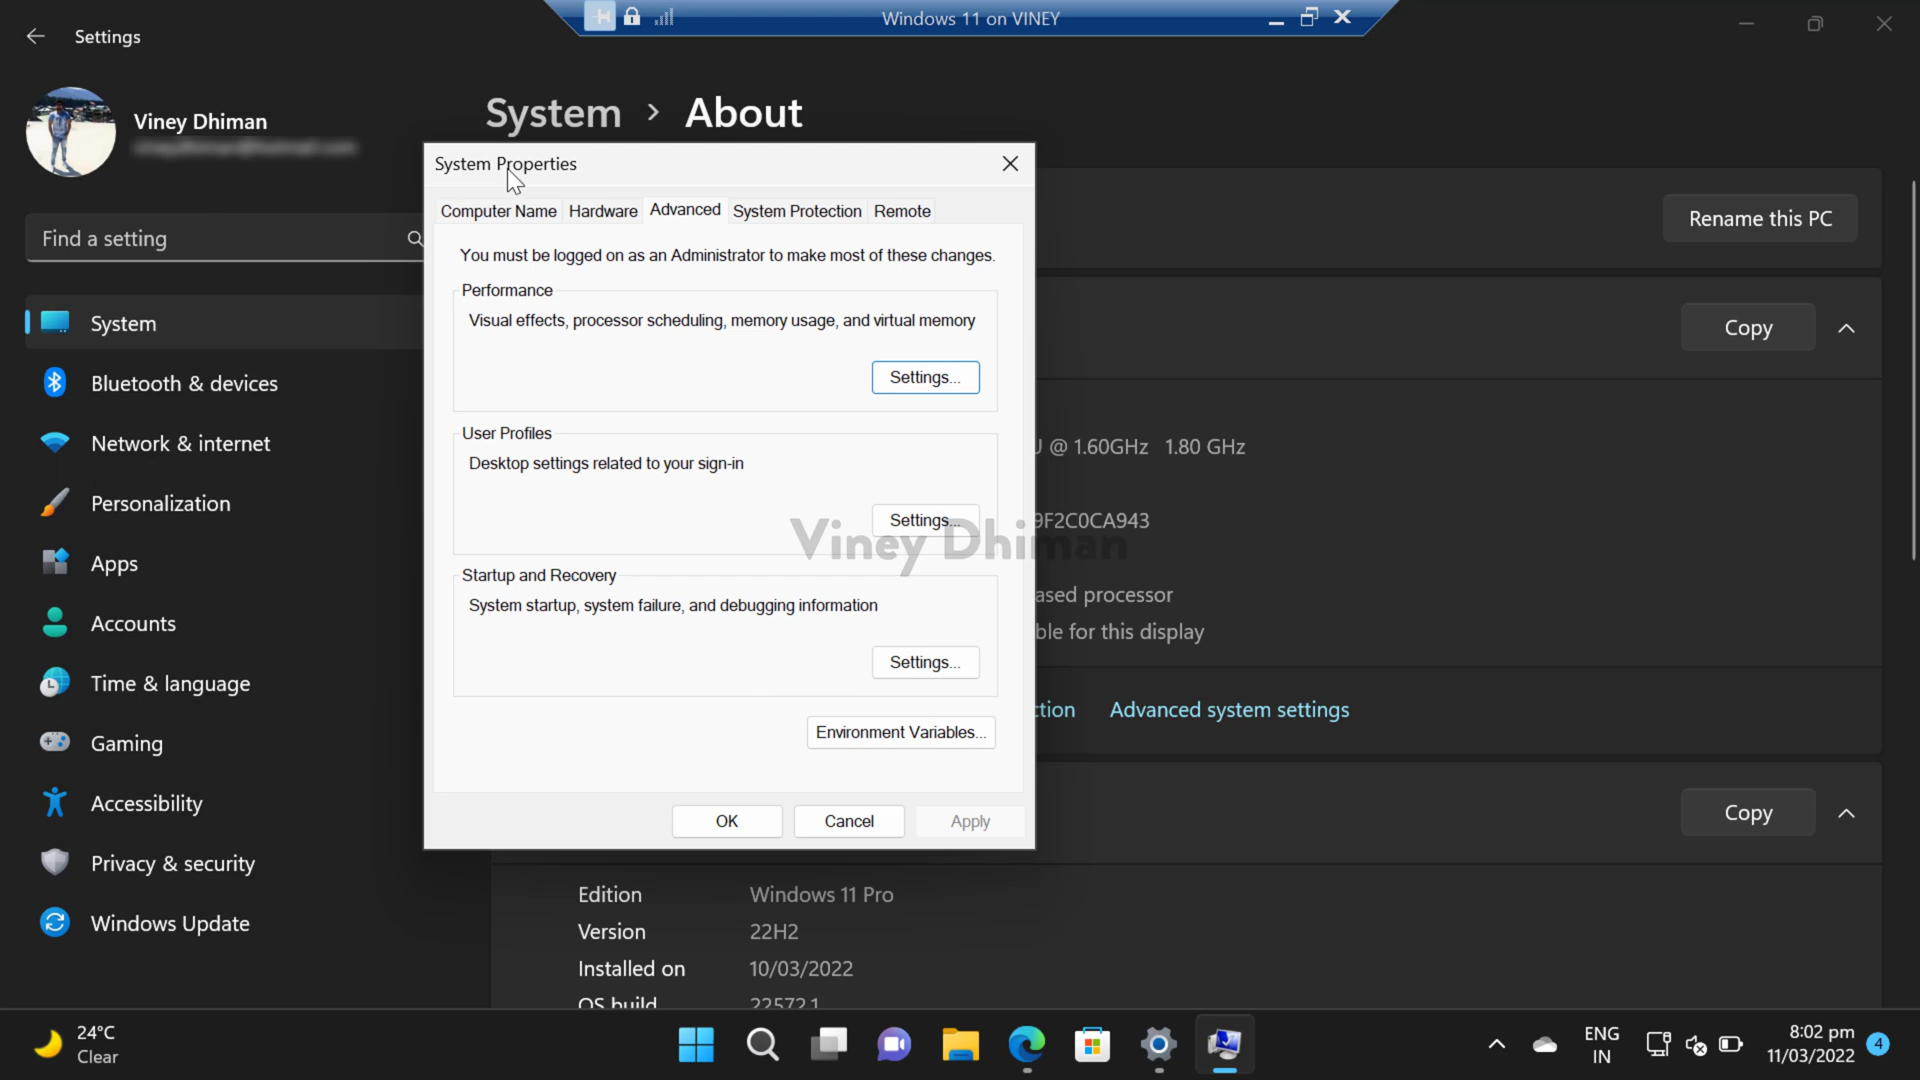 Windows 11 on VINEY
Settings
Viney Dhiman
System > About
System Properties
Rename this PC
Computer Name Hardware Advanced System Protection Remote
Find a setting
You must be logged on as an Administrator to make most of these changes.
Performance
Visual effects, processor scheduling, memory usage, and virtual memory
Settings...
System
Copy
Bluetooth & devices
Network & internet
User Profiles
Desktop settings related to your sign-in
Settings...
@ 1.60GHz 1.80 GHz
Personalization
9F2C0CA943
Viney Dhiman
Apps
Startup and Recovery
System startup, system failure, and debugging information
Settings...
ased processor
ble for this display
Accounts
Time & language
Environment Variables...
ction Advanced system settings
Gaming
Accessibility
OK Cancel Apply
Copy
Privacy & security
Windows Update
Edition Windows 11 Pro
Version 22H2
Installed on 10/03/2022
OS build 22572.1
24°C
Clear
ENG
IN
8:02 pm
11/03/2022
4